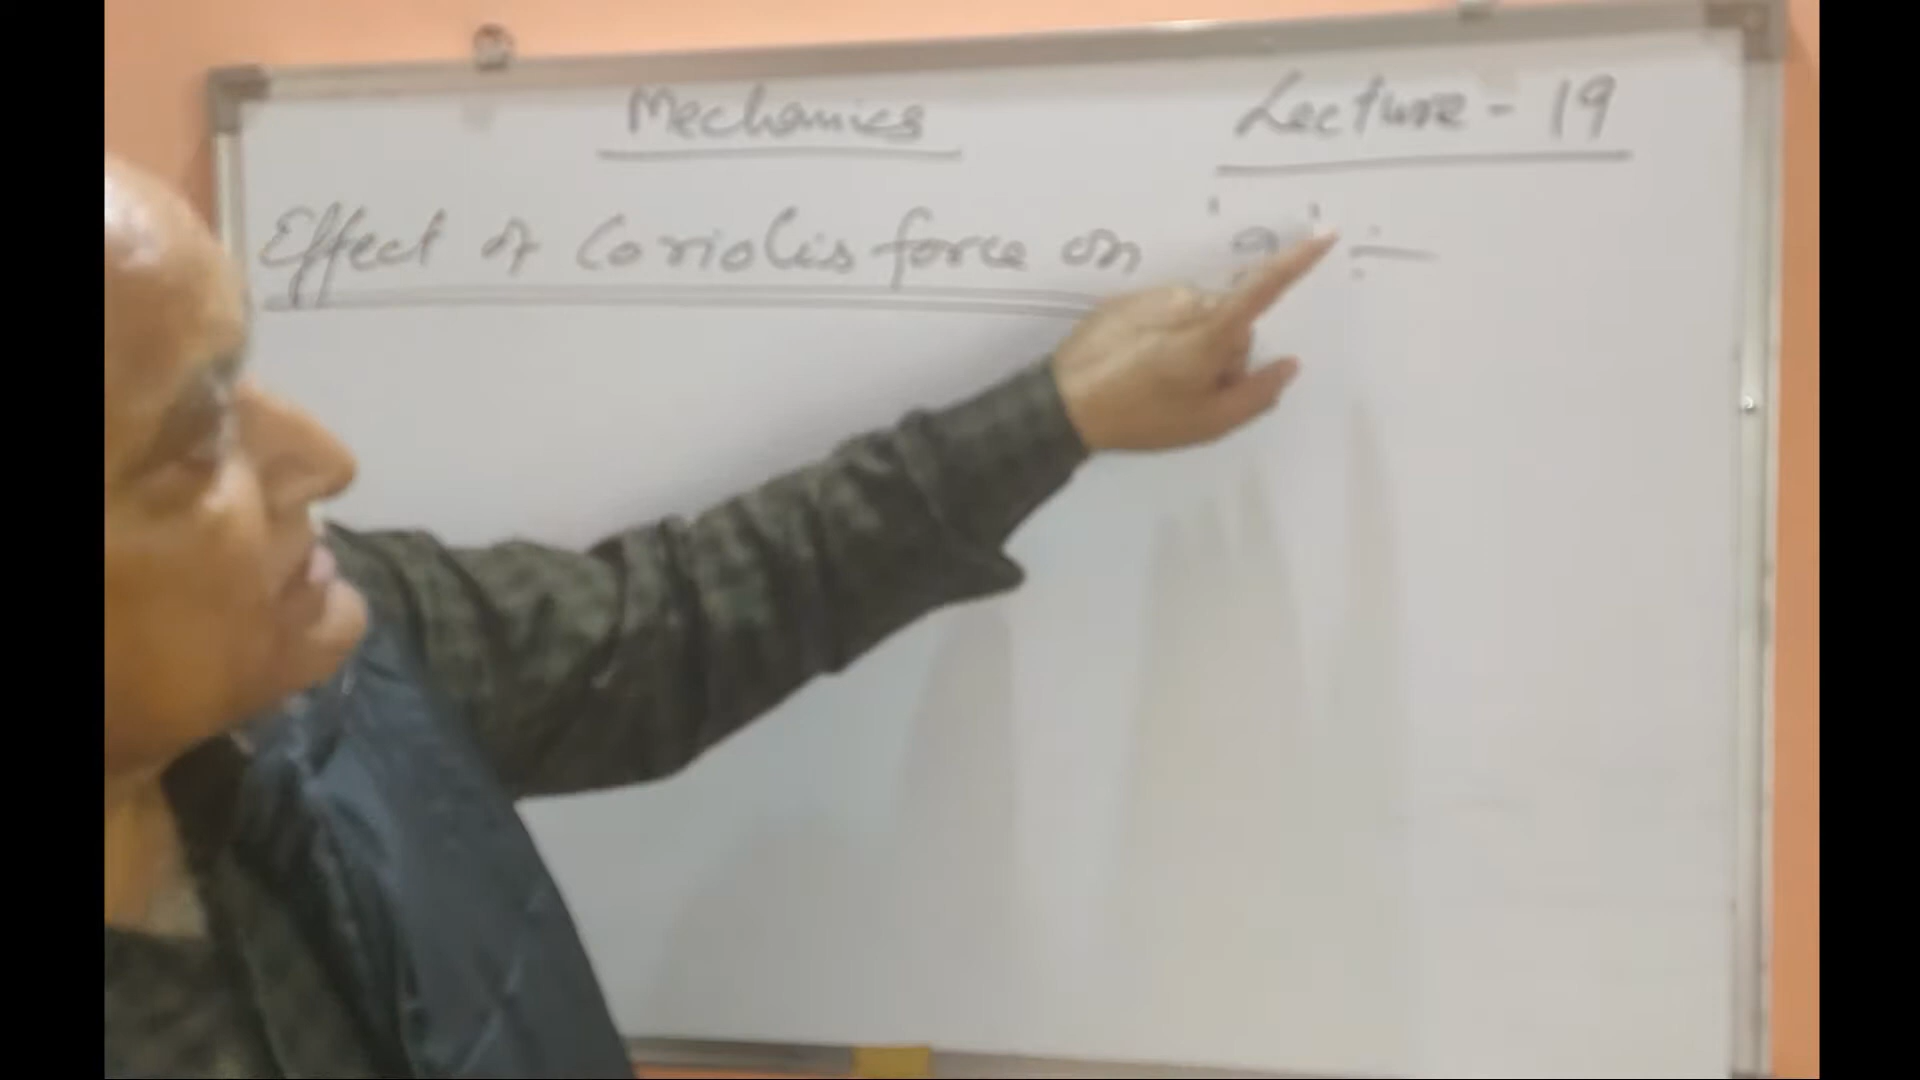 Mechanics
Lecture - 19
Effect of Coriolis force on 'g' :-